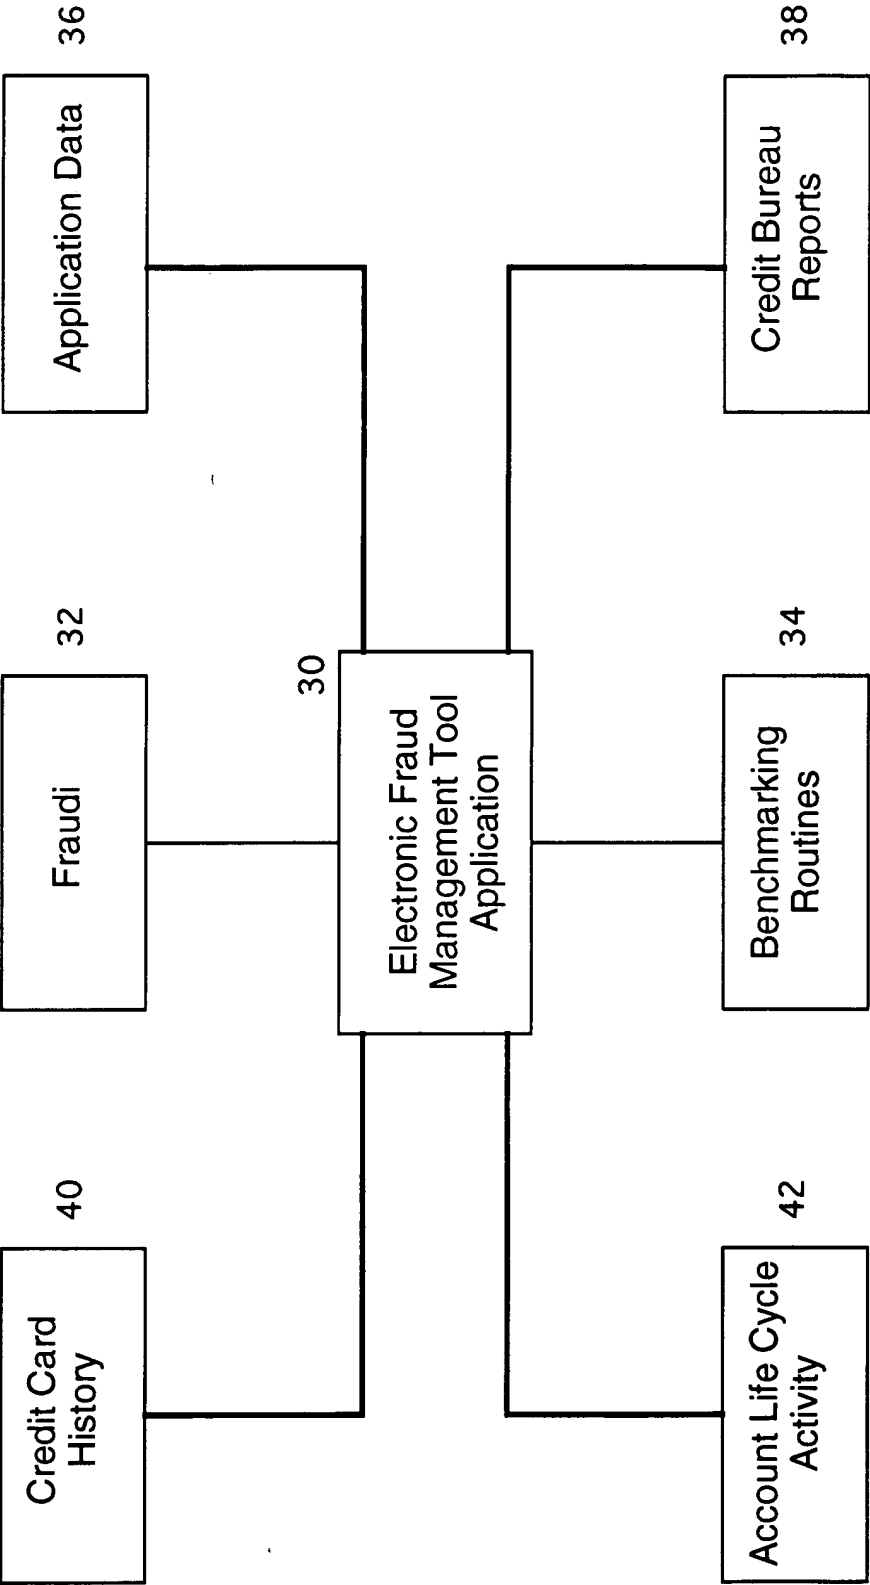 40
Credit Card
History
32
Fraudi
36
Application Data
30
Electronic Fraud
Management Tool
Application
42
Account Life Cycle
Activity
34
Benchmarking
Routines
38
Credit Bureau
Reports